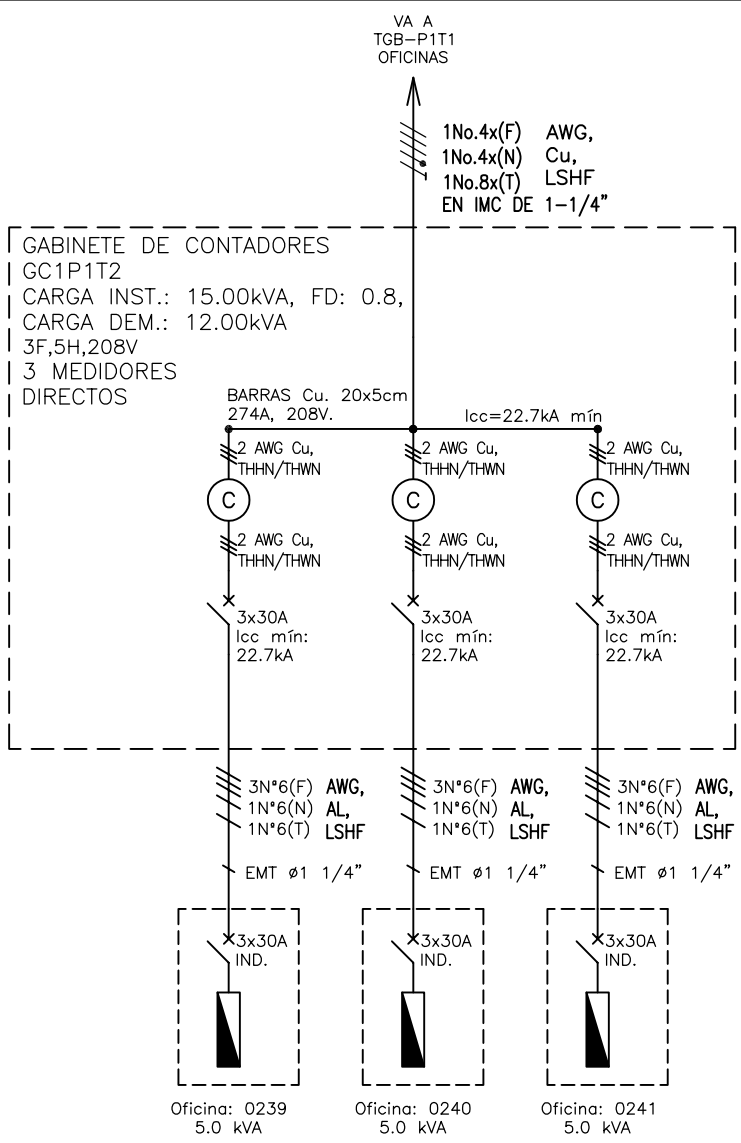 VA A
TGB-P1T1
OFICINAS
1No.4x(F) AWG,
1No.4x(N) Cu,
1No.8x(T) LSHF
EN IMC DE 1-1/4"
GABINETE DE CONTADORES
GC1P1T2
CARGA INST.: 15.00kVA, FD: 0.8,
CARGA DEM.: 12.00kVA
3F,5H,208V
3 MEDIDORES
DIRECTOS
BARRAS Cu. 20x5cm
274A, 208V.
Icc=22.7kA mín
2 AWG Cu,
THHN/THWN
C
2 AWG Cu,
THHN/THWN
3x30A
Icc mín:
22.7kA
2 AWG Cu,
THHN/THWN
C
2 AWG Cu,
THHN/THWN
3x30A
Icc mín:
22.7kA
2 AWG Cu,
THHN/THWN
C
2 AWG Cu,
THHN/THWN
3x30A
Icc mín:
22.7kA
3N°6(F) AWG,
1N°6(N) AL,
1N°6(T) LSHF
EMT ø1 1/4"
3x30A
IND.
Oficina: 0239
5.0 kVA
3N°6(F) AWG,
1N°6(N) AL,
1N°6(T) LSHF
EMT ø1 1/4"
3x30A
IND.
Oficina: 0240
5.0 kVA
3N°6(F) AWG,
1N°6(N) AL,
1N°6(T) LSHF
EMT ø1 1/4"
3x30A
IND.
Oficina: 0241
5.0 kVA